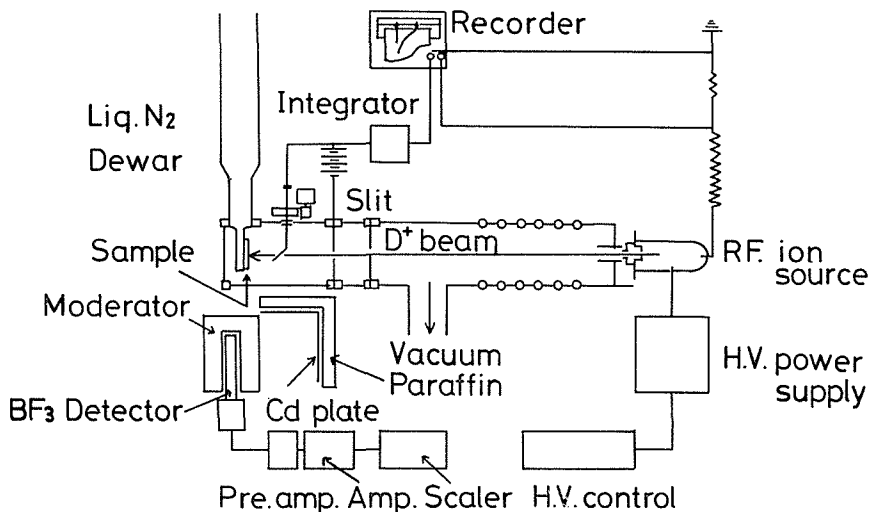 Recorder
Integrator
Liq. N₂
Dewar
Slit
D⁺ beam
Sample
RF. ion
source
Moderator
Vacuum
Paraffin
H.V. power
supply
BF₃ Detector
Cd plate
Pre.amp. Amp. Scaler
H.V. control